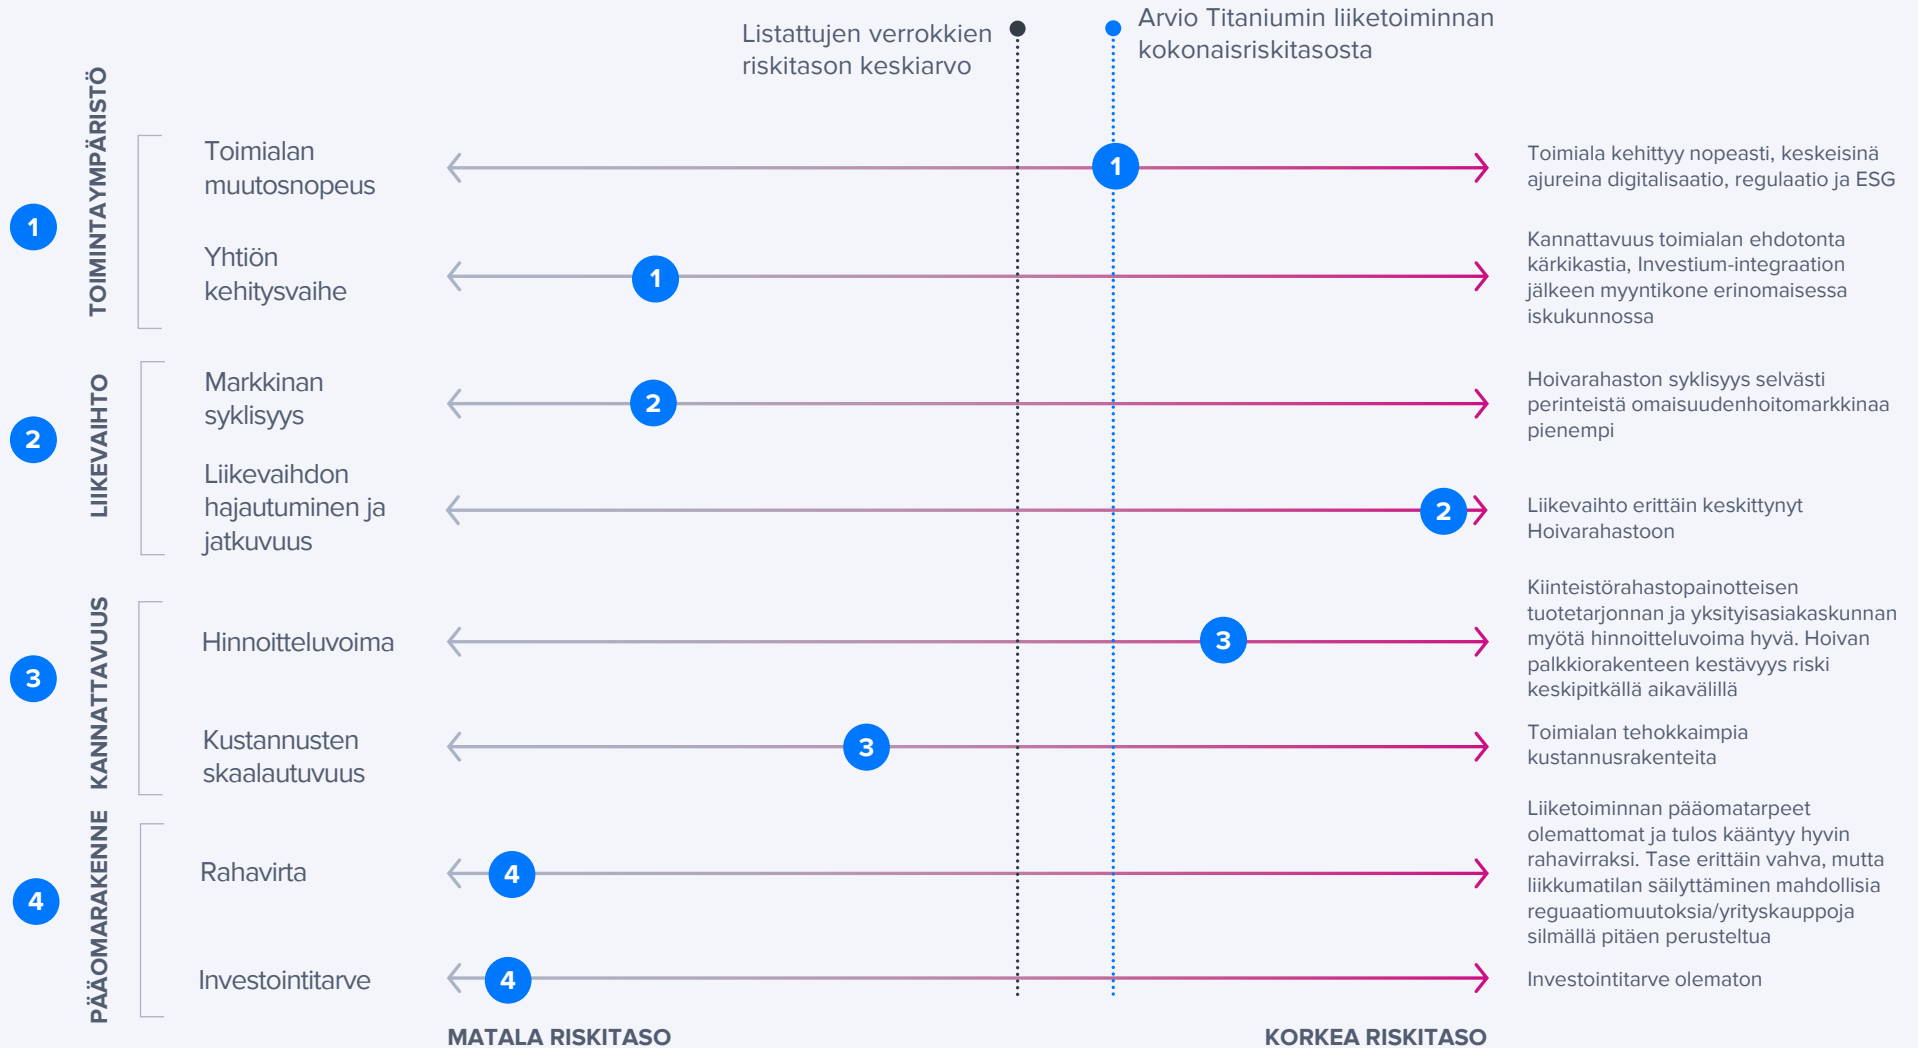 Listattujen verrokkien
riskitason keskiarvo
Arvio Titaniumin liiketoiminnan
kokonaisriskitasosta
1
TOIMINTAYMPÄRISTÖ
Toimialan
muutosnopeus
1
Toimiala kehittyy nopeasti, keskeisinä
ajureina digitalisaatio, regulaatio ja ESG
Yhtiön
kehitysvaihe
1
Kannattavuus toimialan ehdotonta
kärkikastia, Investium-integraation
jälkeen myyntikone erinomaisessa
iskukunnossa
2
LIIKEVAIHTO
Markkinan
syklisyys
2
Hoivarahaston syklisyys selvästi
perinteistä omaisuudenhoitomarkkinaa
pienempi
Liikevaihdon
hajautuminen ja
jatkuvuus
2
Liikevaihto erittäin keskittynyt
Hoivarahastoon
3
KANNATTAVUUS
Hinnoitteluvoima
3
Kiinteistörahastopainotteisen
tuotetarjonnan ja yksityisasiakaskunnan
myötä hinnoitteluvoima hyvä. Hoivan
palkkiorakenteen kestävyys riski
keskipitkällä aikavälillä
Kustannusten
skaalautuvuus
3
Toimialan tehokkaimpia
kustannusrakenteita
4
PÄÄOMARAKENNE
Rahavirta
4
Liiketoiminnan pääomatarpeet
olemattomat ja tulos kääntyy hyvin
rahavirraksi. Tase erittäin vahva, mutta
liikkumatilan säilyttäminen mahdollisia
reguaatiomuutoksia/yrityskauppoja
silmällä pitäen perusteltua
Investointitarve
4
Investointitarve olematon
MATALA RISKITASO
KORKEA RISKITASO